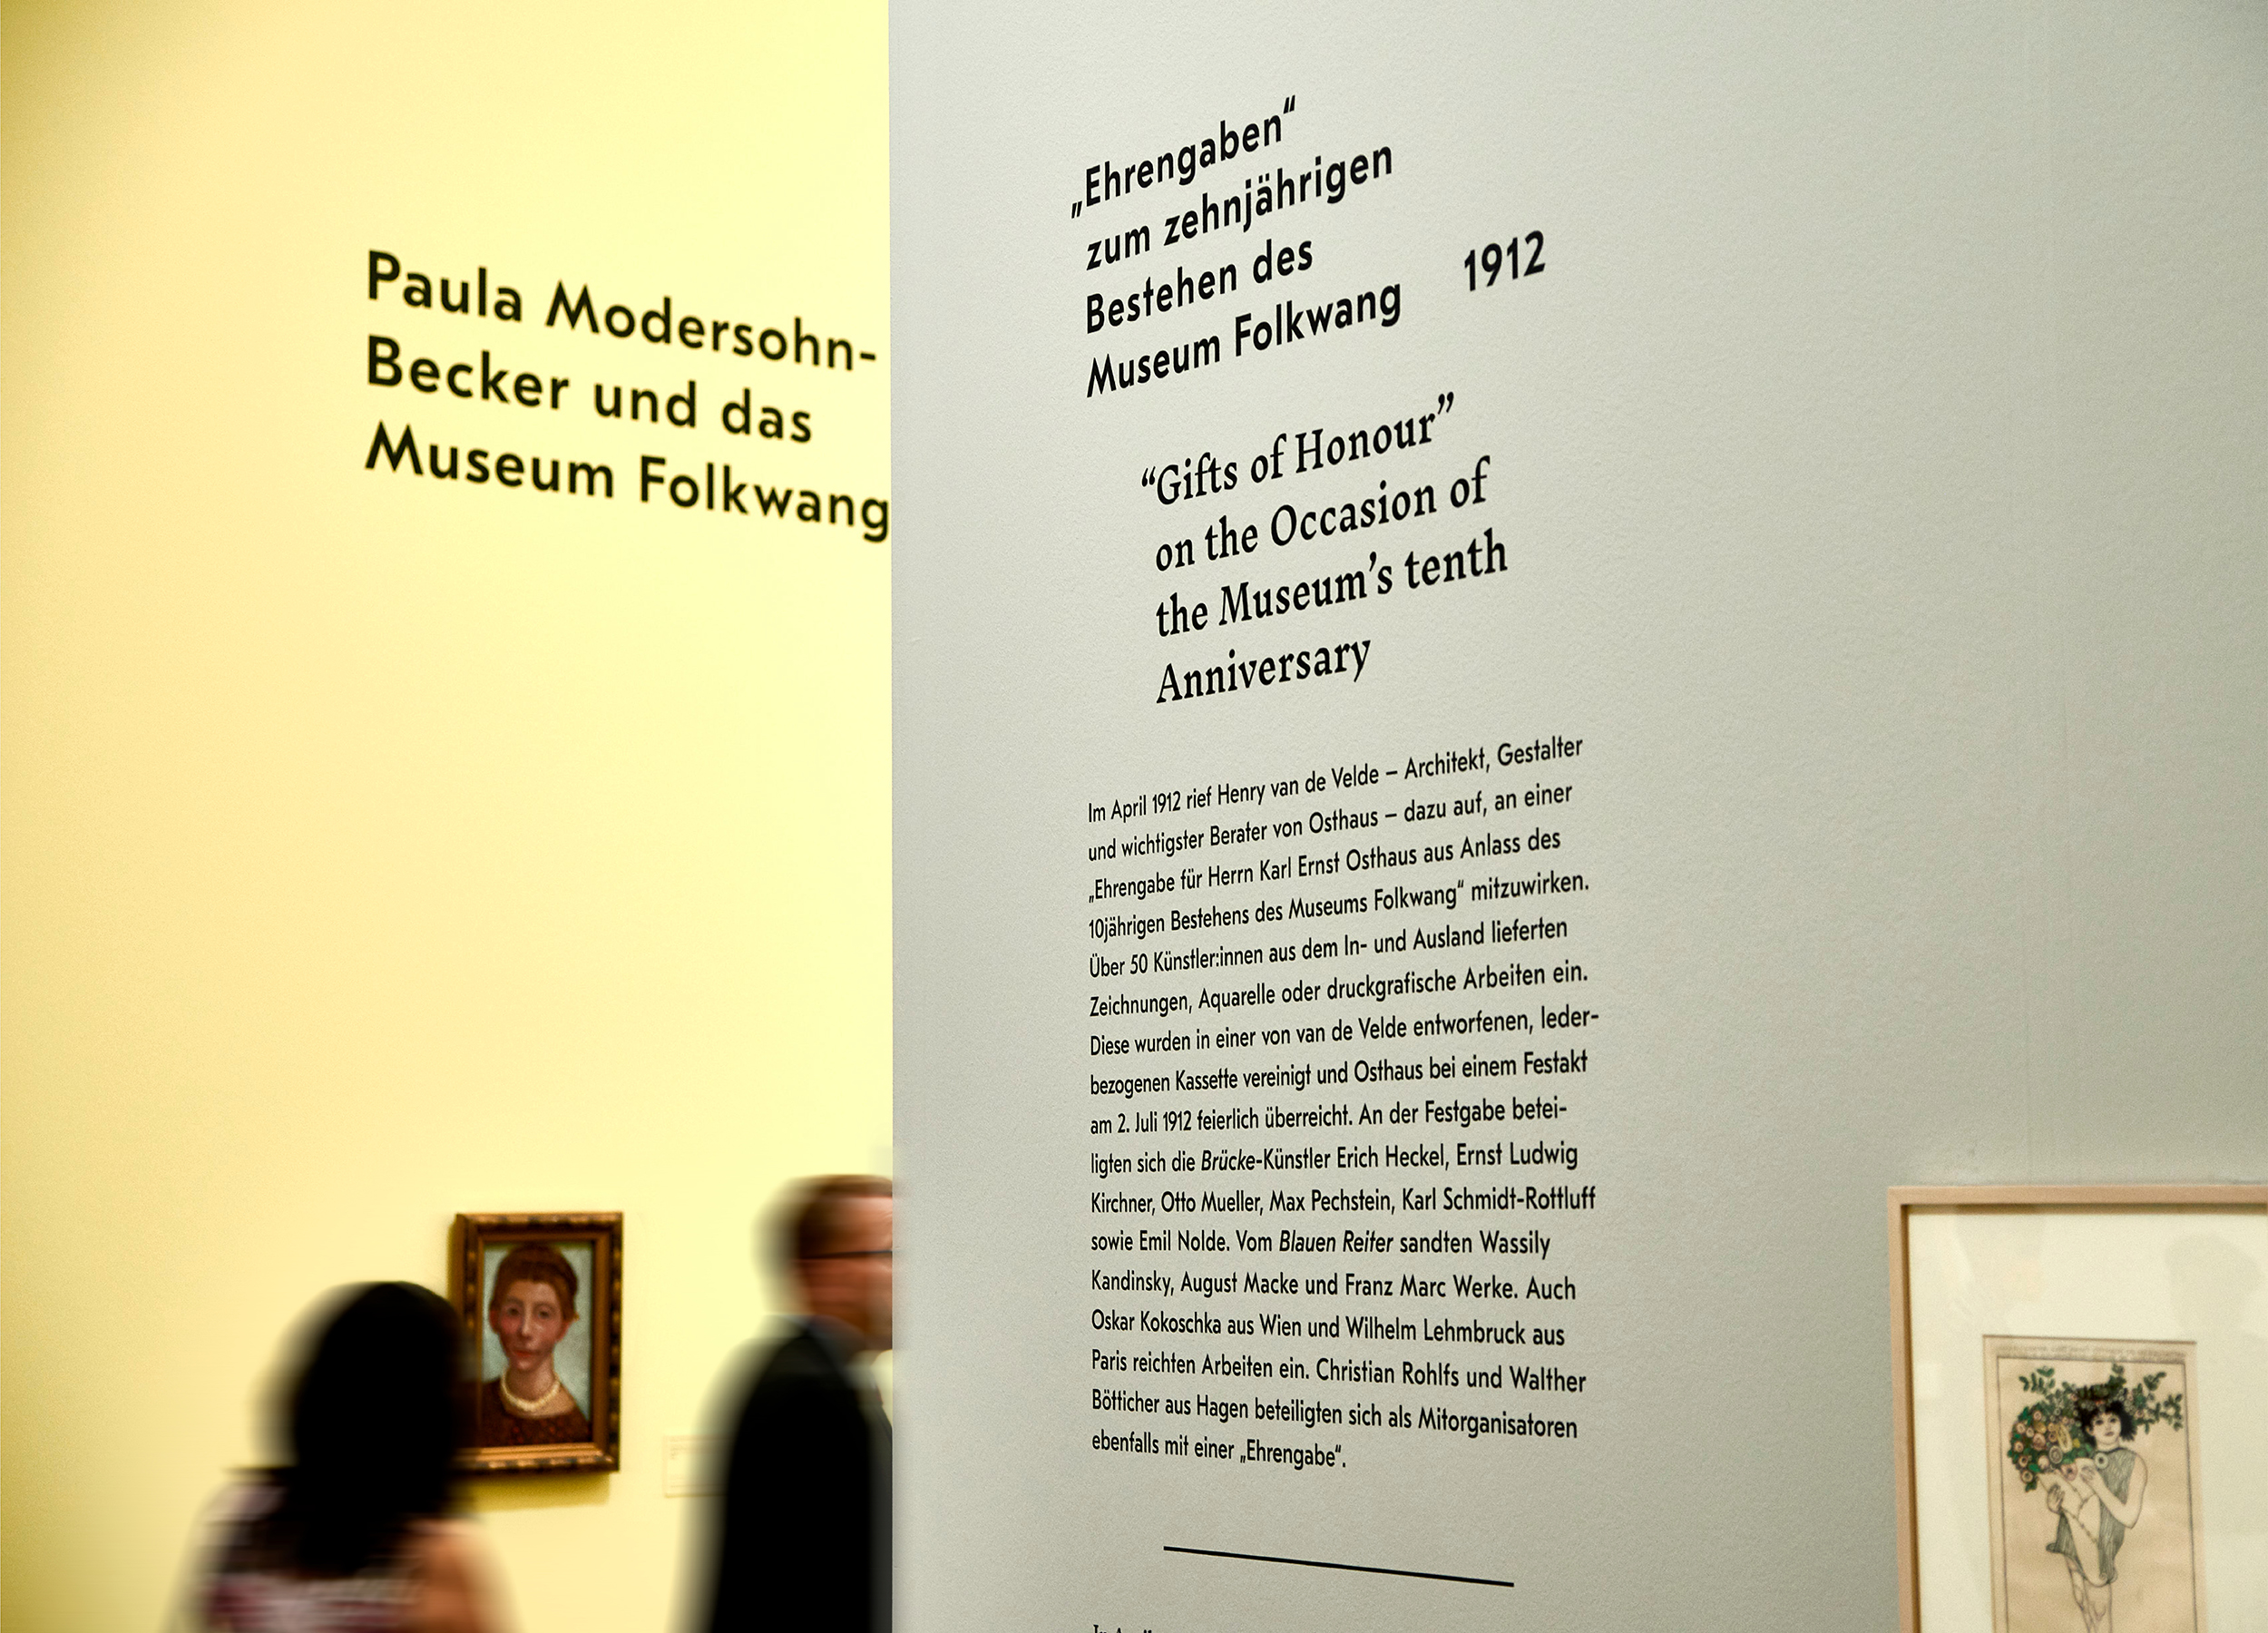 Paula Modersohn-
Becker und das
Museum Folkwang
„Ehrengaben“
zum zehnjährigen
Bestehen des
Museum Folkwang 1912
“Gifts of Honour”
on the Occasion of
the Museum’s tenth
Anniversary
Im April 1912 rief Henry van de Velde – Architekt, Gestalter
und wichtigster Berater von Osthaus – dazu auf, an einer
„Ehrengabe für Herrn Karl Ernst Osthaus aus Anlass des
10jährigen Bestehens des Museums Folkwang“ mitzuwirken.
Über 50 Künstler:innen aus dem In- und Ausland lieferten
Zeichnungen, Aquarelle oder druckgrafische Arbeiten ein.
Diese wurden in einer von van de Velde entworfenen, leder-
bezogenen Kassette vereinigt und Osthaus bei einem Festakt
am 2. Juli 1912 feierlich überreicht. An der Festgabe betei-
ligten sich die Brücke-Künstler Erich Heckel, Ernst Ludwig
Kirchner, Otto Mueller, Max Pechstein, Karl Schmidt-Rottluff
sowie Emil Nolde. Vom Blauen Reiter sandten Wassily
Kandinsky, August Macke und Franz Marc Werke. Auch
Oskar Kokoschka aus Wien und Wilhelm Lehmbruck aus
Paris reichten Arbeiten ein. Christian Rohlfs und Walther
Bötticher aus Hagen beteiligten sich als Mitorganisatoren
ebenfalls mit einer „Ehrengabe“.